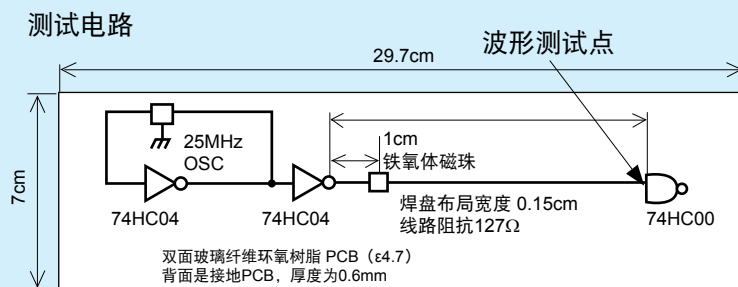 测试电路
29.7cm
波形测试点
7cm
25MHz
OSC
1cm
铁氧体磁珠
74HC04
74HC04
焊盘布局宽度 0.15cm
线路阻抗127Ω
74HC00
双面玻璃纤维环氧树脂 PCB（ε4.7）
背面是接地PCB，厚度为0.6mm